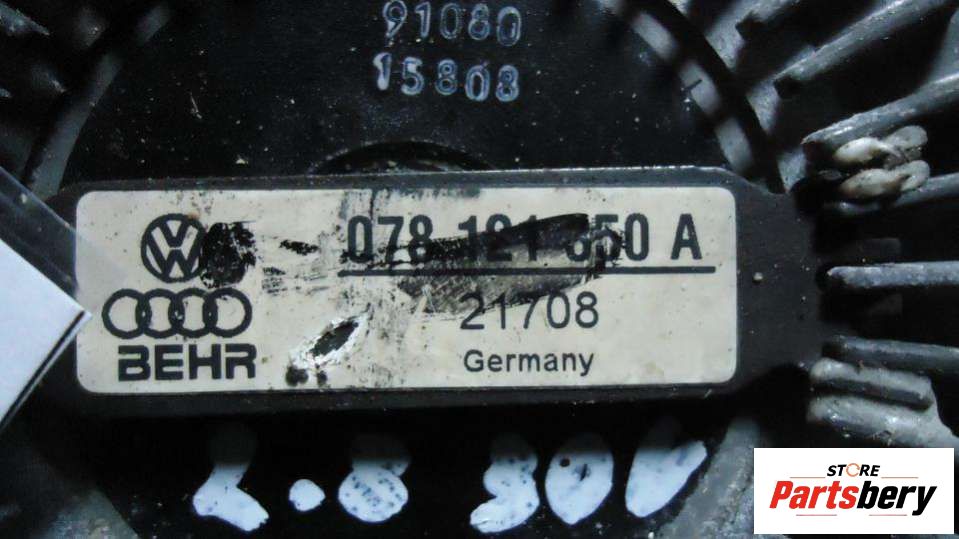 91080
15808
078 121 350 A
21708
Germany
BEHR
STORE
Partsbery